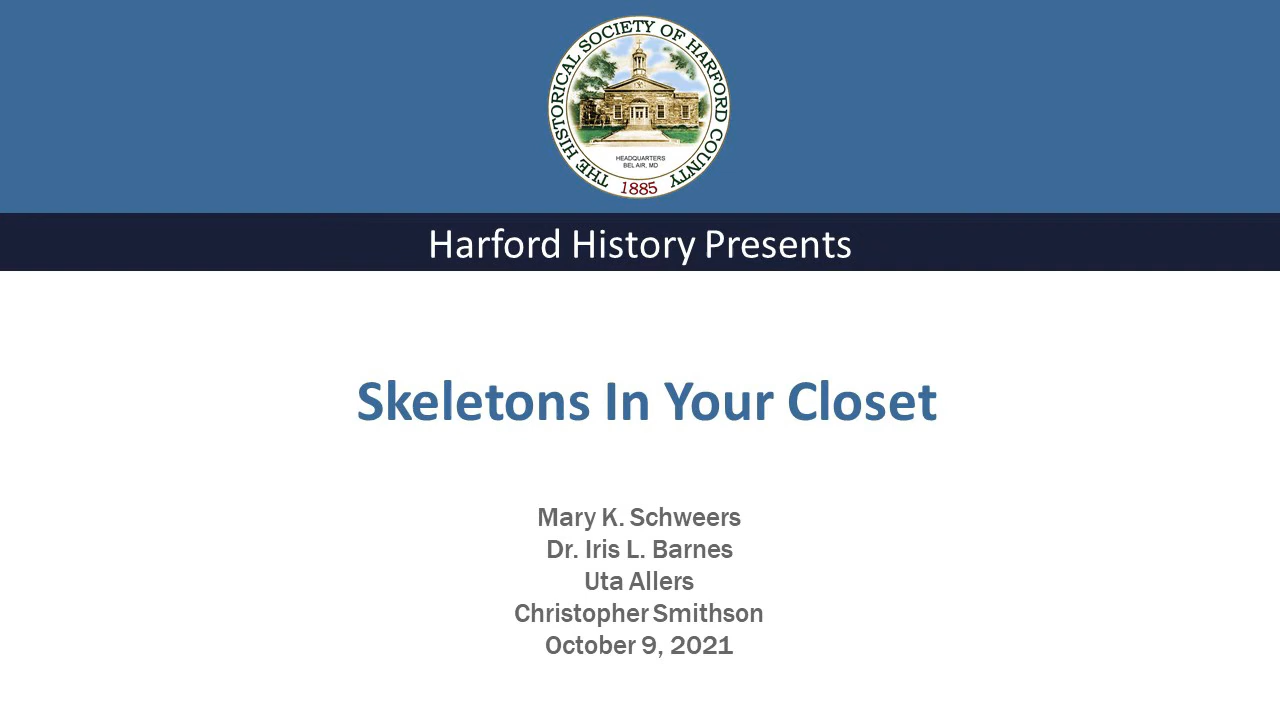 THE HISTORICAL SOCIETY OF HARFORD COUNTY
HEADQUARTERS
BEL AIR, MD
1885
Harford History Presents
Skeletons In Your Closet
Mary K. Schweers
Dr. Iris L. Barnes
Uta Allers
Christopher Smithson
October 9, 2021